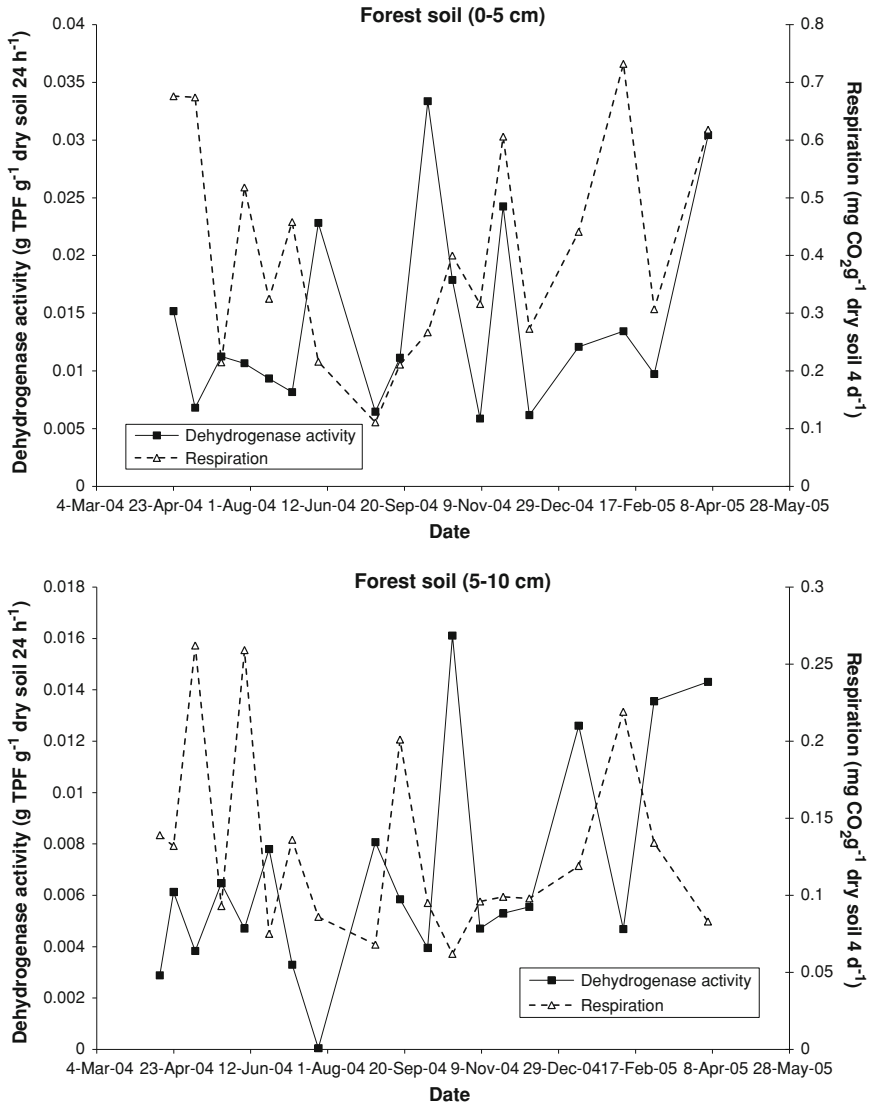 Forest soil (0-5 cm)
Dehydrogenase activity (g TPF g⁻¹ dry soil 24 h⁻¹)
0.04
0.035
0.03
0.025
0.02
0.015
0.01
0.005
0
0.8
0.7
0.6
0.5
0.4
0.3
0.2
0.1
0
Respiration (mg CO₂g⁻¹ dry soil 4 d⁻¹)
Dehydrogenase activity
Respiration
4-Mar-04 23-Apr-04 1-Aug-04 12-Jun-04 20-Sep-04 9-Nov-04 29-Dec-04 17-Feb-05 8-Apr-05 28-May-05
Date
Forest soil (5-10 cm)
Dehydrogenase activity (g TPF g⁻¹ dry soil 24 h⁻¹)
0.018
0.016
0.014
0.012
0.01
0.008
0.006
0.004
0.002
0
0.3
0.25
0.2
0.15
0.1
0.05
0
Respiration (mg CO₂g⁻¹ dry soil 4 d⁻¹)
Dehydrogenase activity
Respiration
4-Mar-04 23-Apr-04 12-Jun-04 1-Aug-04 20-Sep-04 9-Nov-04 29-Dec-04 17-Feb-05 8-Apr-05 28-May-05
Date